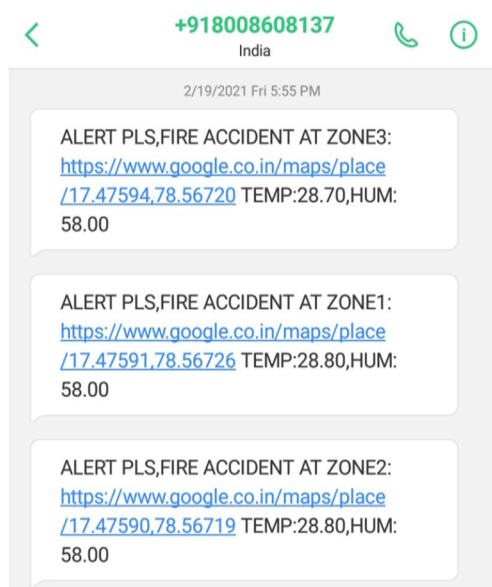 +918008608137
India
2/19/2021 Fri 5:55 PM
ALERT PLS,FIRE ACCIDENT AT ZONE3:
https://www.google.co.in/maps/place
/17.47594,78.56720 TEMP:28.70,HUM:
58.00
ALERT PLS,FIRE ACCIDENT AT ZONE1:
https://www.google.co.in/maps/place
/17.47591,78.56726 TEMP:28.80,HUM:
58.00
ALERT PLS,FIRE ACCIDENT AT ZONE2:
https://www.google.co.in/maps/place
/17.47590,78.56719 TEMP:28.80,HUM:
58.00